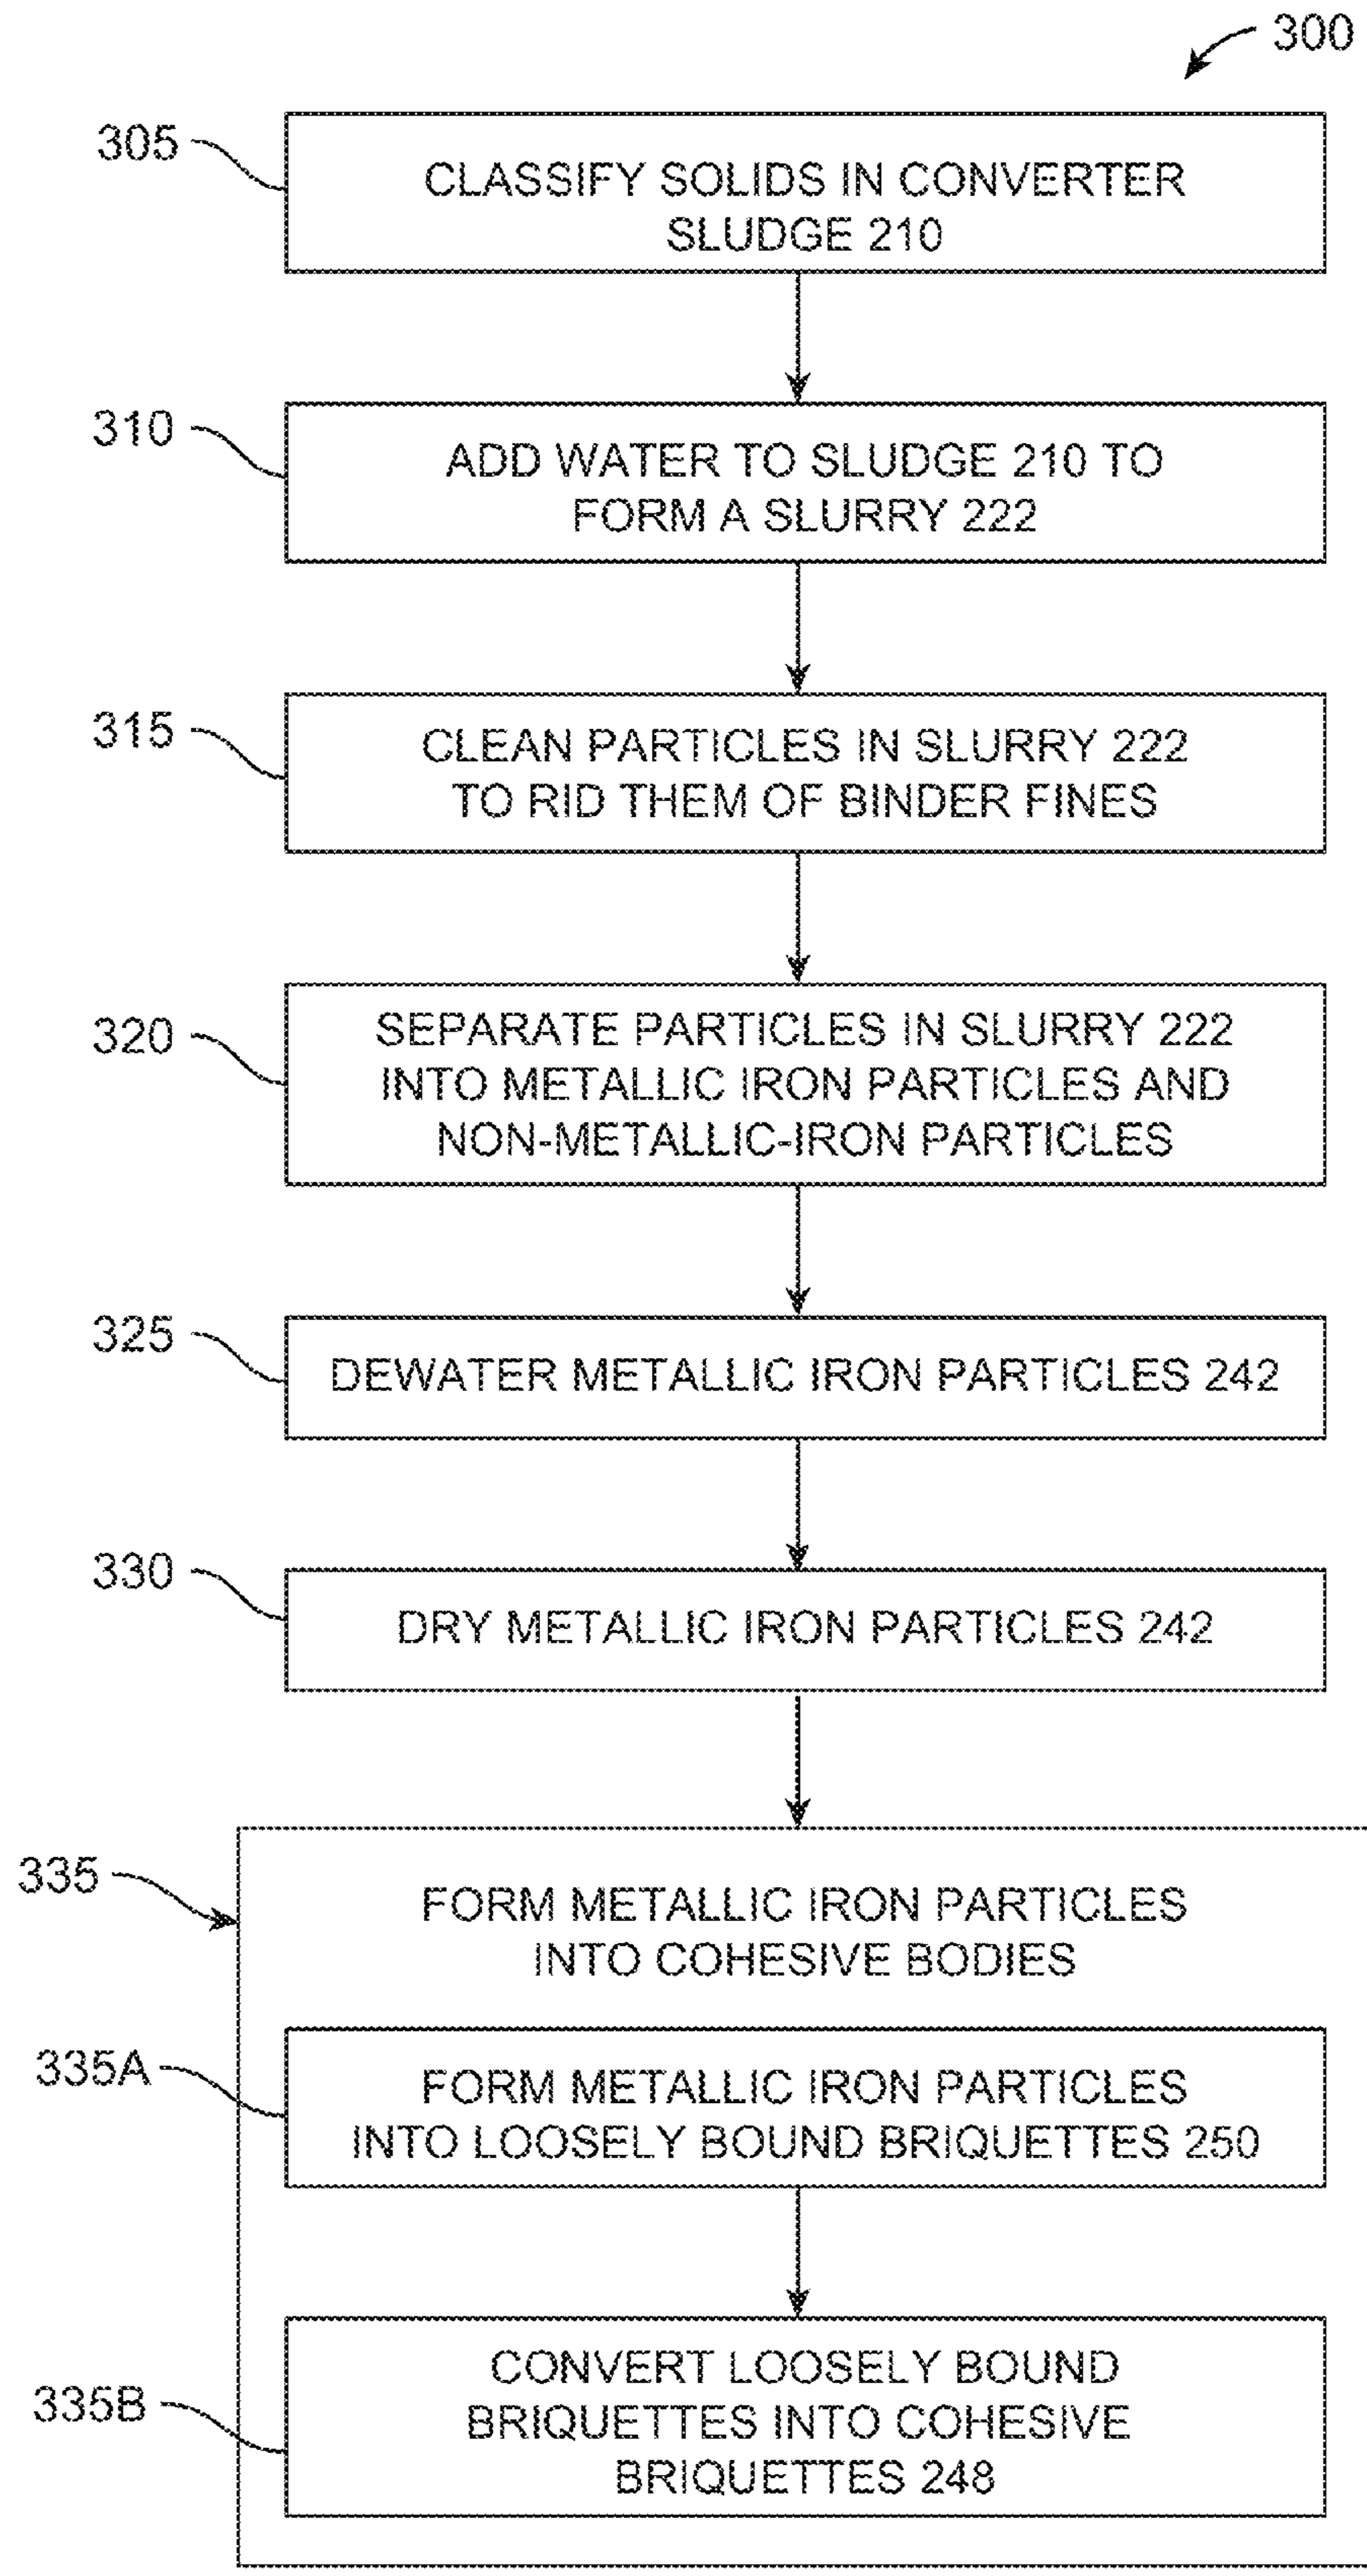 300
305
CLASSIFY SOLIDS IN CONVERTER
SLUDGE 210
310
ADD WATER TO SLUDGE 210 TO
FORM A SLURRY 222
315
CLEAN PARTICLES IN SLURRY 222
TO RID THEM OF BINDER FINES
320
SEPARATE PARTICLES IN SLURRY 222
INTO METALLIC IRON PARTICLES AND
NON-METALLIC-IRON PARTICLES
325
DEWATER METALLIC IRON PARTICLES 242
330
DRY METALLIC IRON PARTICLES 242
335
FORM METALLIC IRON PARTICLES
INTO COHESIVE BODIES
335A
FORM METALLIC IRON PARTICLES
INTO LOOSELY BOUND BRIQUETTES 250
335B
CONVERT LOOSELY BOUND
BRIQUETTES INTO COHESIVE
BRIQUETTES 248